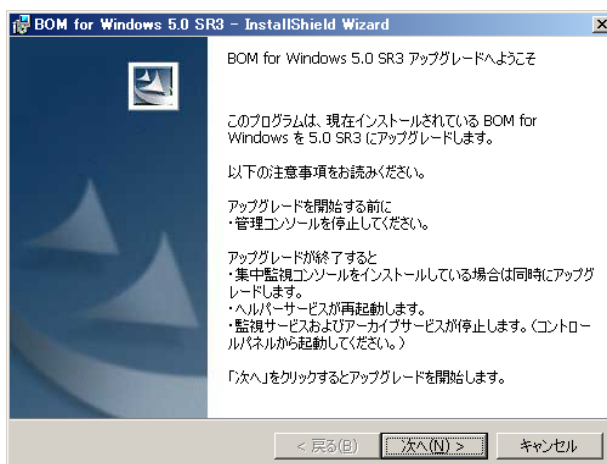 BOM for Windows 5.0 SR3 - InstallShield Wizard
BOM for Windows 5.0 SR3 アップグレードへようこそ
このプログラムは、現在インストールされている BOM for
Windows を 5.0 SR3 にアップグレードします。
以下の注意事項をお読みください。
アップグレードを開始する前に
・管理コンソールを停止してください。
アップグレードが終了すると
・集中監視コンソールをインストールしている場合は同時にアップグ
レードします。
・ヘルパーサービスが再起動します。
・監視サービスおよびアーカイブサービスが停止します。(コントロー
ルパネルから起動してください。)
「次へ」をクリックするとアップグレードを開始します。
< 戻る(B)
次へ(N) >
キャンセル